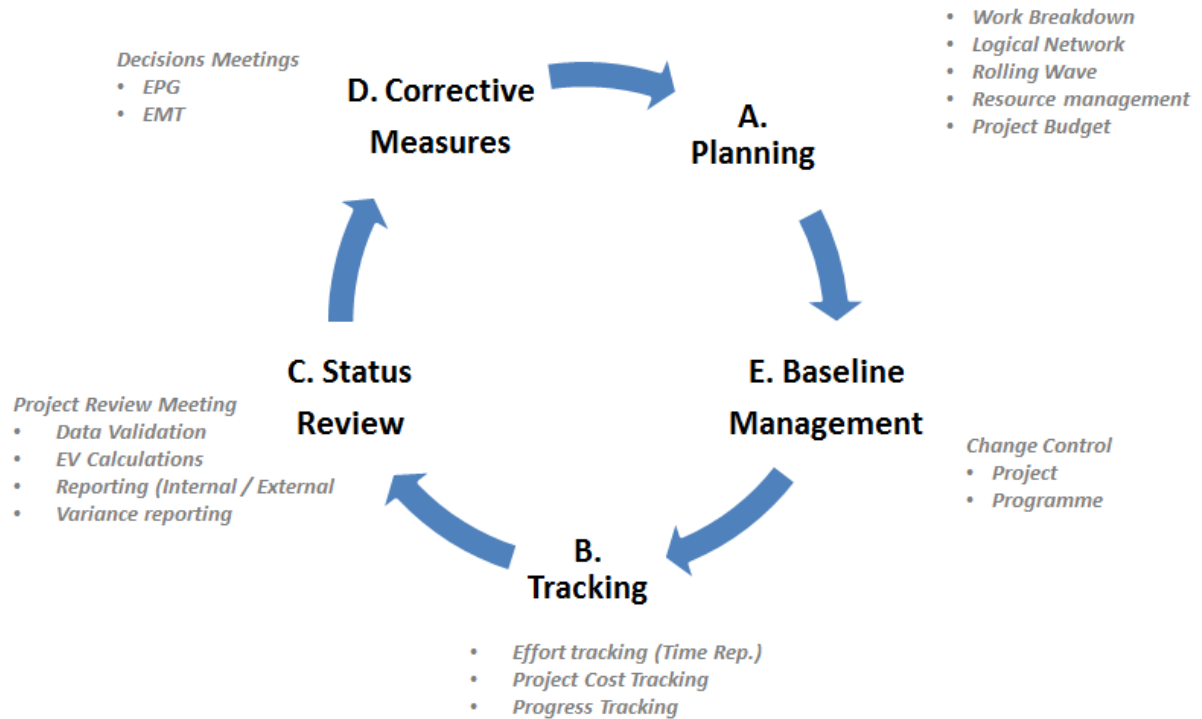 Decisions Meetings
• EPG
• EMT
D. Corrective
Measures
A.
Planning
• Work Breakdown
• Logical Network
• Rolling Wave
• Resource management
• Project Budget
E. Baseline
Management
Change Control
• Project
• Programme
B.
Tracking
• Effort tracking (Time Rep.)
• Project Cost Tracking
• Progress Tracking
C. Status
Review
Project Review Meeting
• Data Validation
• EV Calculations
• Reporting (Internal / External
• Variance reporting